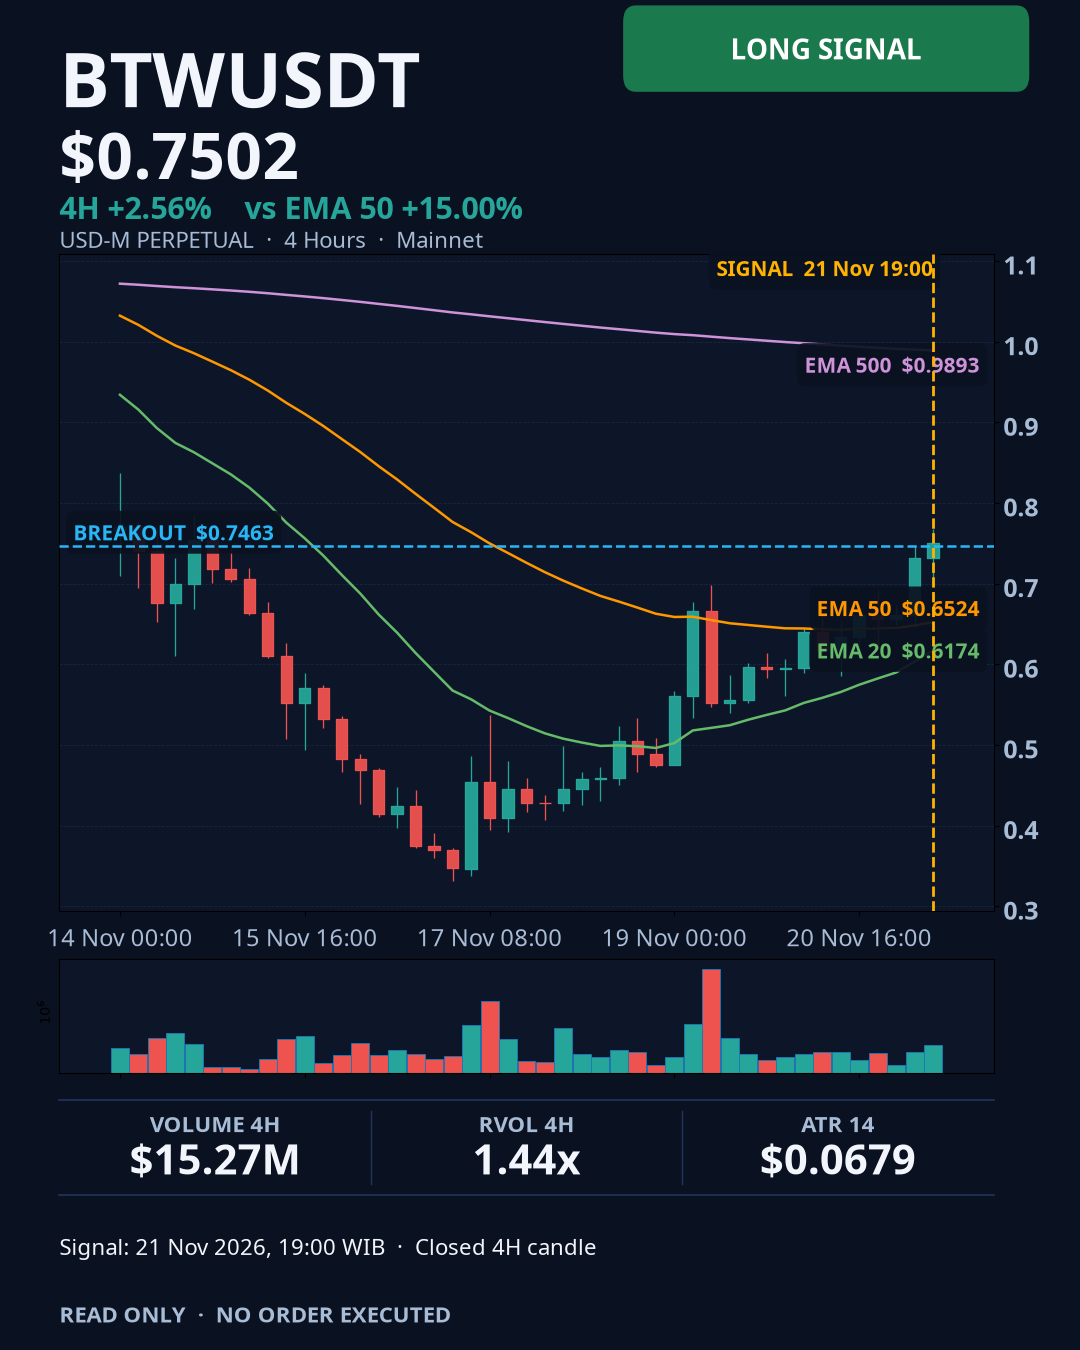 LONG SIGNAL
BTWUSDT
$0.7502
4H +2.56% vs EMA 50 +15.00%
USD-M PERPETUAL · 4 Hours · Mainnet
SIGNAL 21 Nov 19:00
1.1
1.0
EMA 500 $0.9893
0.9
0.8
BREAKOUT $0.7463
0.7
EMA 50 $0.6524
EMA 20 $0.6174
0.6
0.5
0.4
0.3
14 Nov 00:00 15 Nov 16:00 17 Nov 08:00 19 Nov 00:00 20 Nov 16:00
10⁶
VOLUME 4H RVOL 4H ATR 14
$15.27M 1.44x $0.0679
Signal: 21 Nov 2026, 19:00 WIB · Closed 4H candle
READ ONLY · NO ORDER EXECUTED